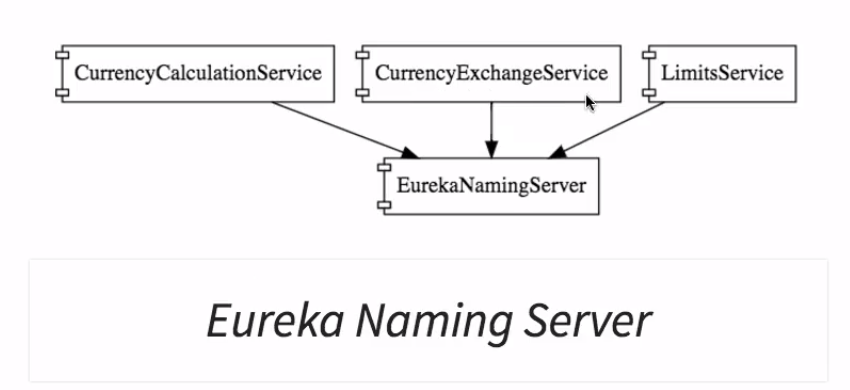 CurrencyCalculationService
CurrencyExchangeService
LimitsService
EurekaNamingServer
Eureka Naming Server